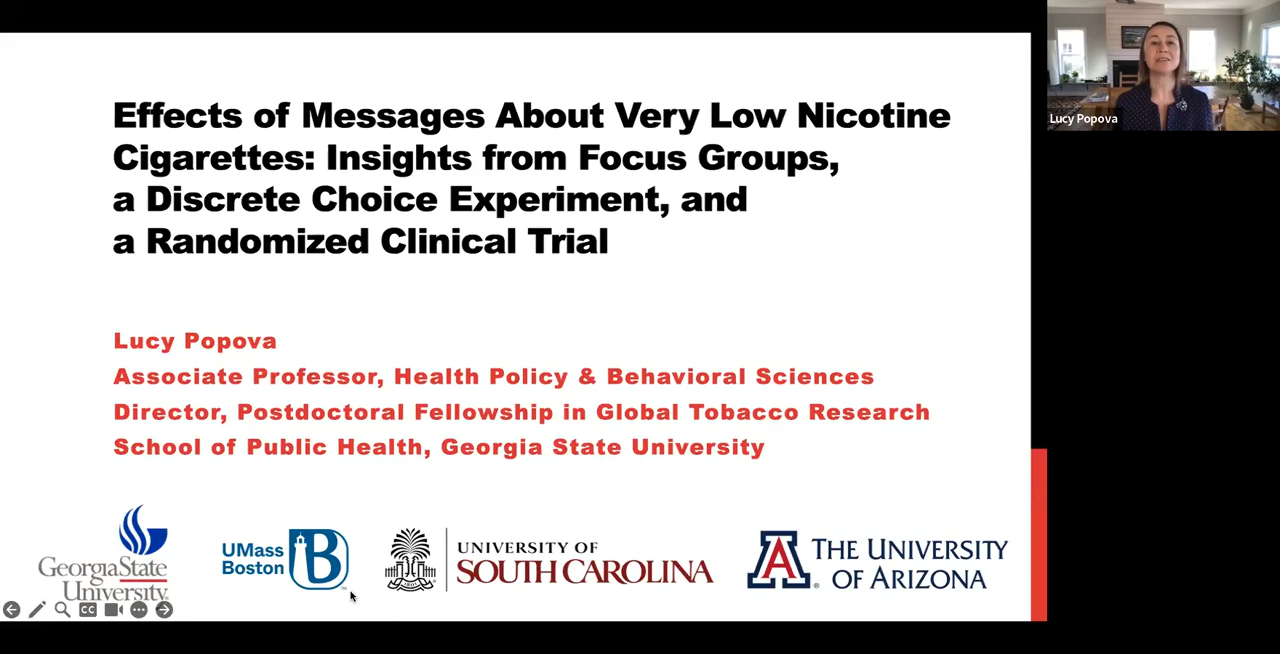 Effects of Messages About Very Low Nicotine
Cigarettes: Insights from Focus Groups,
a Discrete Choice Experiment, and
a Randomized Clinical Trial
Lucy Popova
Associate Professor, Health Policy & Behavioral Sciences
Director, Postdoctoral Fellowship in Global Tobacco Research
School of Public Health, Georgia State University
GeorgiaState
University.
UMass
Boston
B
UNIVERSITY OF
SOUTH CAROLINA
A
THE UNIVERSITY
OF ARIZONA
CC
Lucy Popova